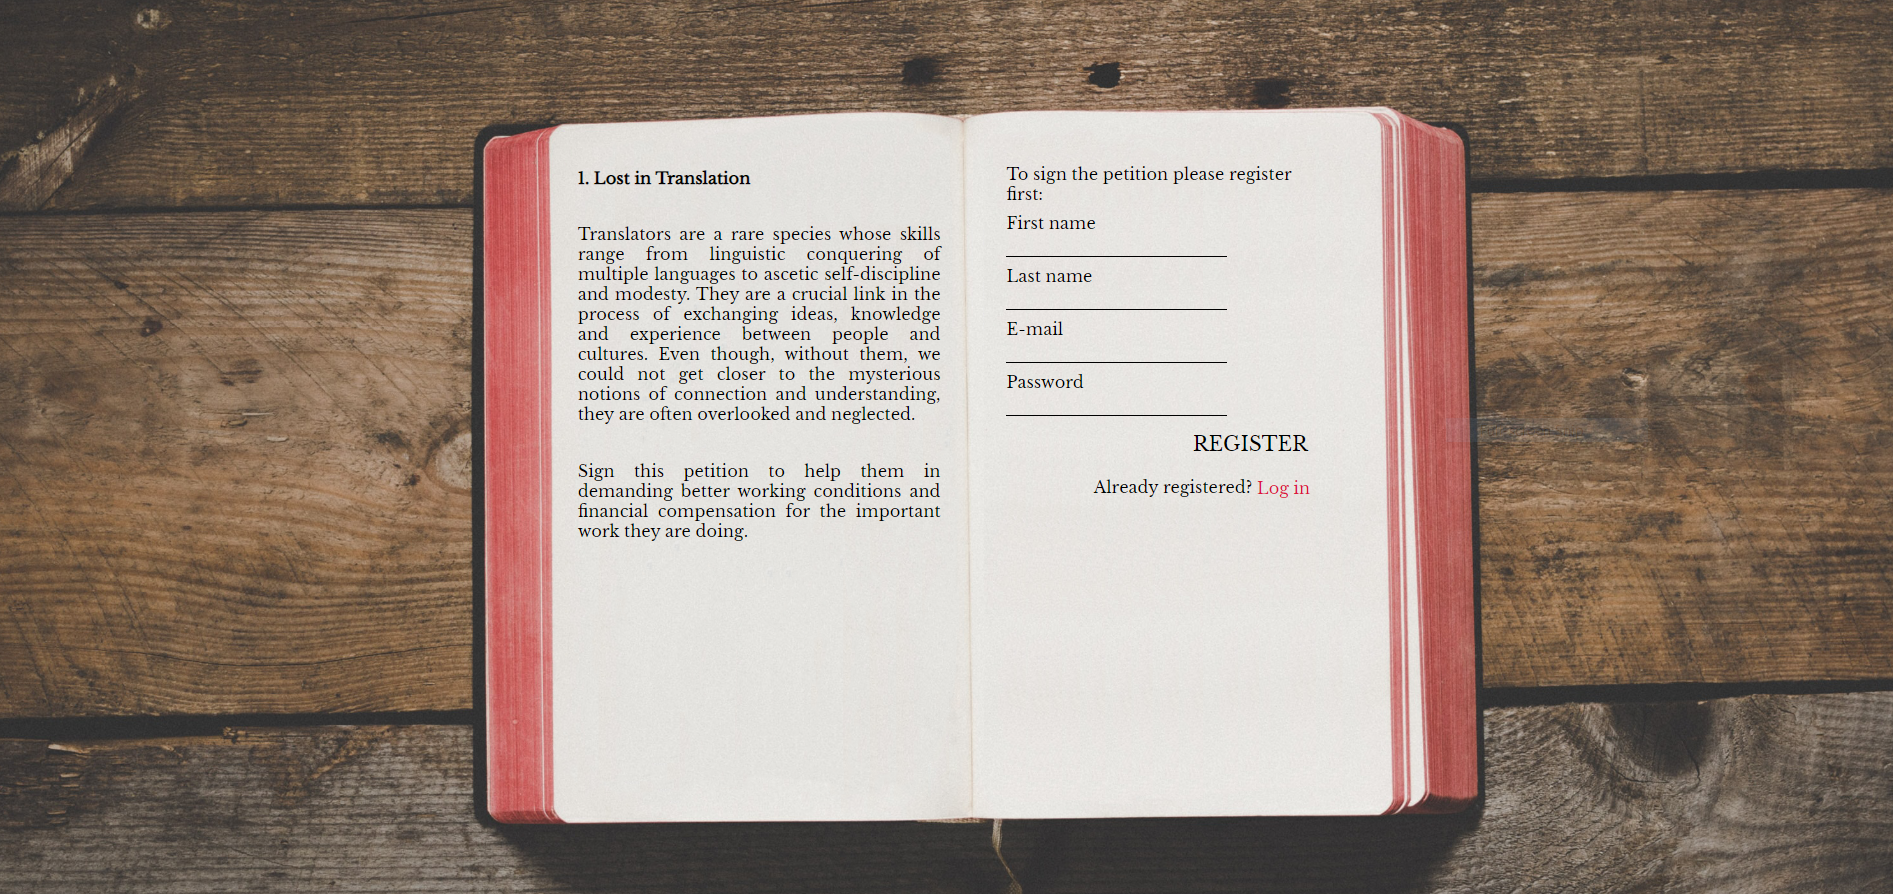 1. Lost in Translation
Translators are a rare species whose skills
range from linguistic conquering of
multiple languages to ascetic self-discipline
and modesty. They are a crucial link in the
process of exchanging ideas, knowledge
and experience between people and
cultures. Even though, without them, we
could not get closer to the mysterious
notions of connection and understanding,
they are often overlooked and neglected.
Sign this petition to help them in
demanding better working conditions and
financial compensation for the important
work they are doing.
To sign the petition please register
first:
First name
Last name
E-mail
Password
REGISTER
Already registered? Log in